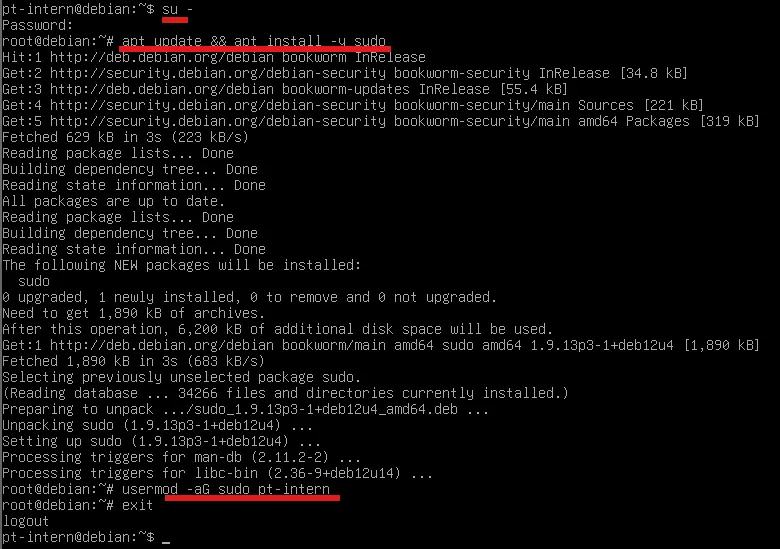 pt-intern@debian:~$ su -
Password:
root@debian:~# apt update && apt install -y sudo
Hit:1 http://deb.debian.org/debian bookworm InRelease
Get:2 http://security.debian.org/debian-security bookworm-security InRelease [34.8 kB]
Get:3 http://deb.debian.org/debian bookworm-updates InRelease [55.4 kB]
Get:4 http://security.debian.org/debian-security bookworm-security/main Sources [221 kB]
Get:5 http://security.debian.org/debian-security bookworm-security/main amd64 Packages [319 kB]
Fetched 629 kB in 3s (223 kB/s)
Reading package lists... Done
Building dependency tree... Done
Reading state information... Done
All packages are up to date.
Reading package lists... Done
Building dependency tree... Done
Reading state information... Done
The following NEW packages will be installed:
  sudo
0 upgraded, 1 newly installed, 0 to remove and 0 not upgraded.
Need to get 1,890 kB of archives.
After this operation, 6,200 kB of additional disk space will be used.
Get:1 http://deb.debian.org/debian bookworm/main amd64 sudo amd64 1.9.13p3-1+deb12u4 [1,890 kB]
Fetched 1,890 kB in 3s (683 kB/s)
Selecting previously unselected package sudo.
(Reading database ... 34266 files and directories currently installed.)
Preparing to unpack .../sudo_1.9.13p3-1+deb12u4_amd64.deb ...
Unpacking sudo (1.9.13p3-1+deb12u4) ...
Setting up sudo (1.9.13p3-1+deb12u4) ...
Processing triggers for man-db (2.11.2-2) ...
Processing triggers for libc-bin (2.36-9+deb12u14) ...
root@debian:~# usermod -aG sudo pt-intern
root@debian:~# exit
logout
pt-intern@debian:~$ _